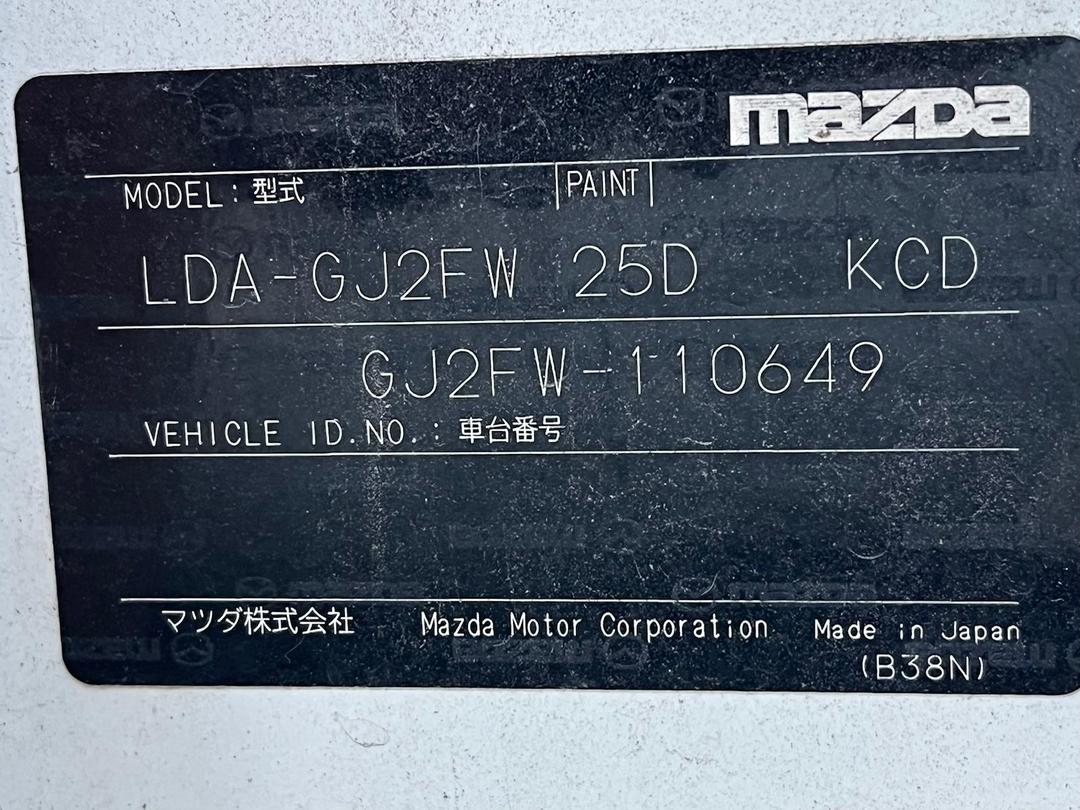 mazda
MODEL: 型式 PAINT
LDA-GJ2FW 25D KCD
GJ2FW-110649
VEHICLE ID.NO.: 車台番号
マツダ株式会社 Mazda Motor Corporation Made in Japan
(B38N)